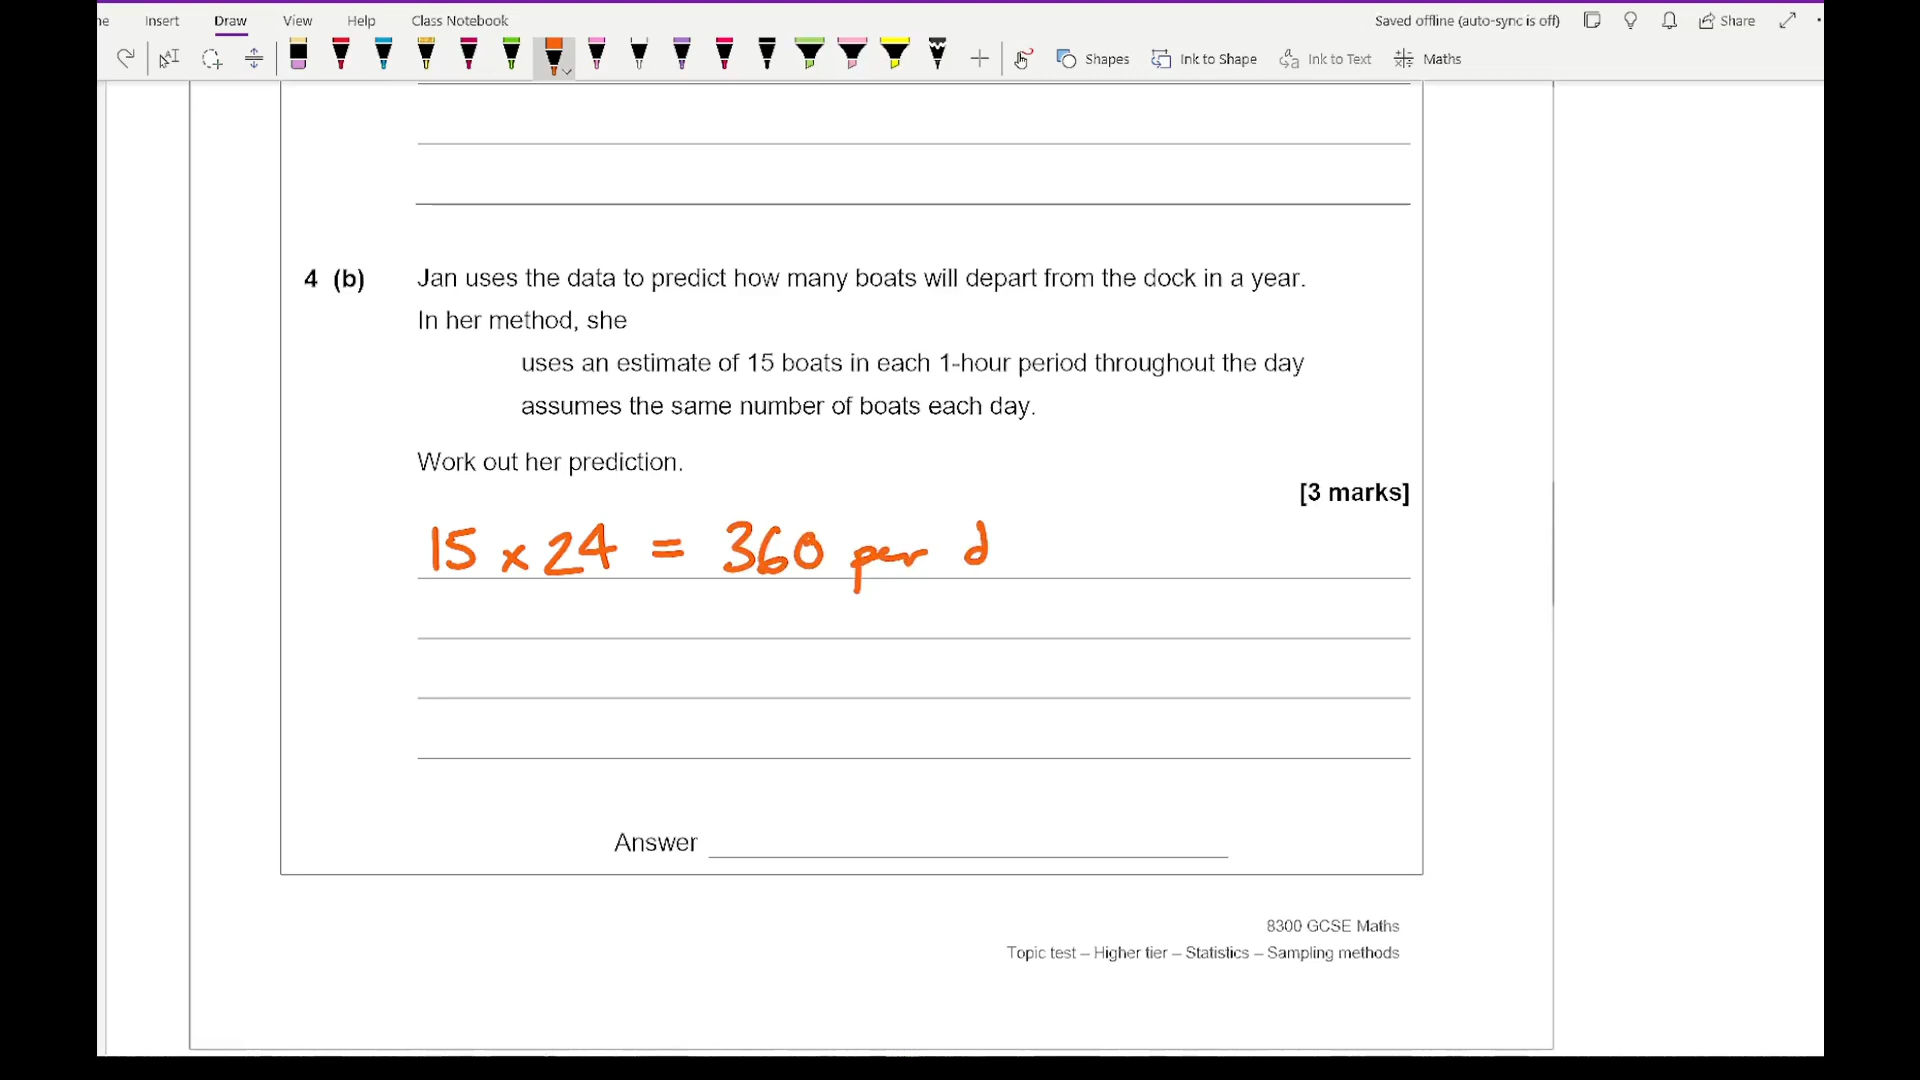 ne Insert Draw View Help Class Notebook Saved offline (auto-sync is off) Share
Shapes Ink to Shape Ink to Text Maths
4 (b) Jan uses the data to predict how many boats will depart from the dock in a year.
In her method, she
uses an estimate of 15 boats in each 1-hour period throughout the day
assumes the same number of boats each day.
Work out her prediction.
[3 marks]
15 × 24 = 360 per d
Answer
8300 GCSE Maths
Topic test – Higher tier – Statistics – Sampling methods